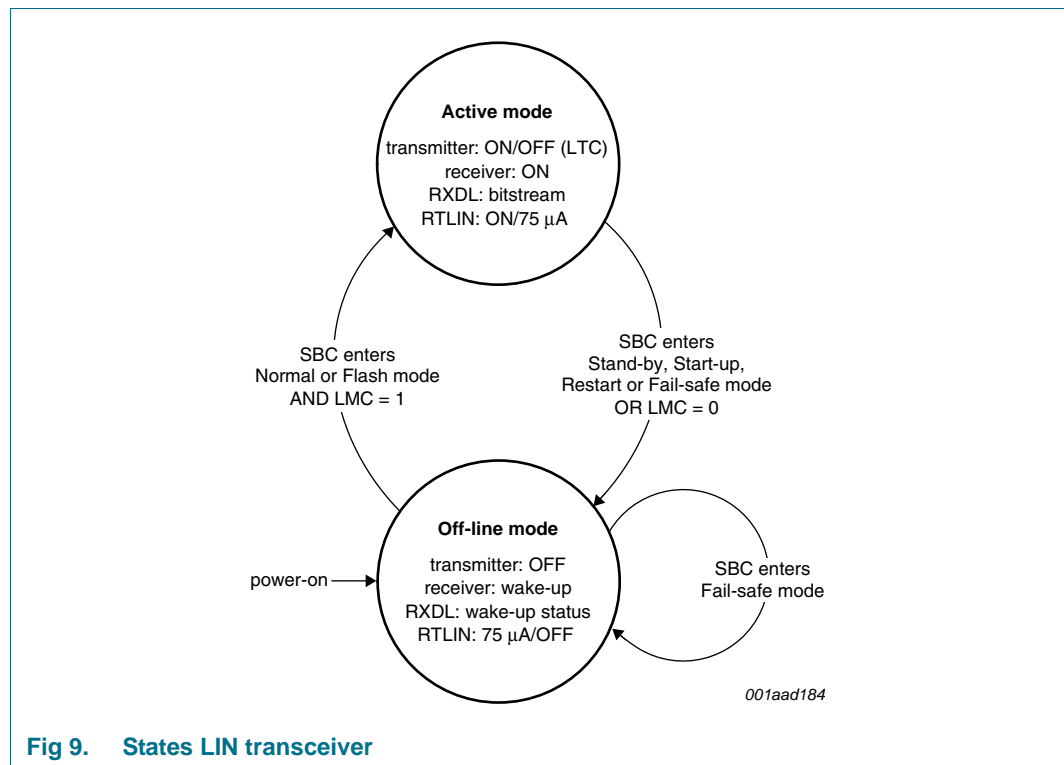 Active mode
transmitter: ON/OFF (LTC)
receiver: ON
RXDL: bitstream
RTLIN: ON/75 μA
SBC enters
Normal or Flash mode
AND LMC = 1
SBC enters
Stand-by, Start-up,
Restart or Fail-safe mode
OR LMC = 0
Off-line mode
transmitter: OFF
receiver: wake-up
RXDL: wake-up status
RTLIN: 75 μA/OFF
power-on
SBC enters
Fail-safe mode
001aad184
Fig 9. States LIN transceiver